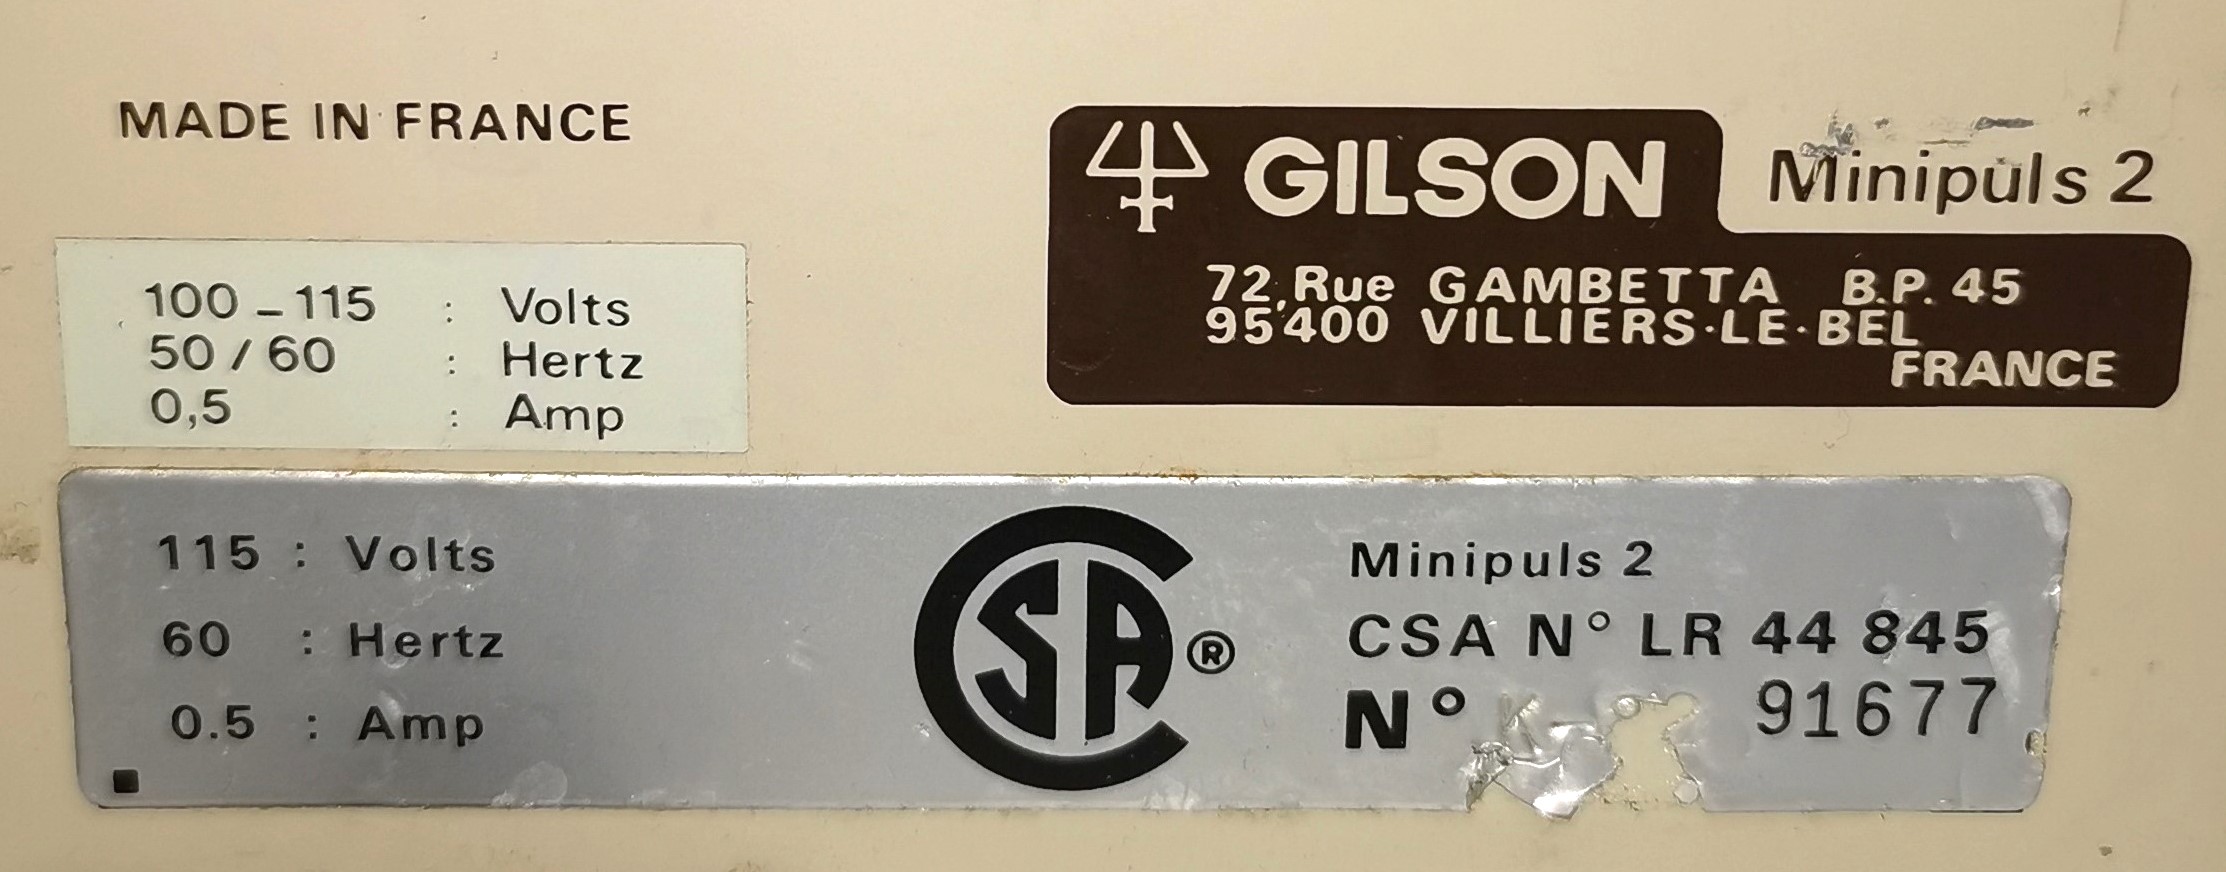 MADE IN FRANCE
GILSON Minipuls 2
72, Rue GAMBETTA B.P. 45
95400 VILLIERS-LE-BEL
FRANCE
100 - 115 : Volts
50 / 60 : Hertz
0,5 : Amp
115 : Volts
60 : Hertz
0.5 : Amp
CSA ®
Minipuls 2
CSA N° LR 44 845
N° 91677